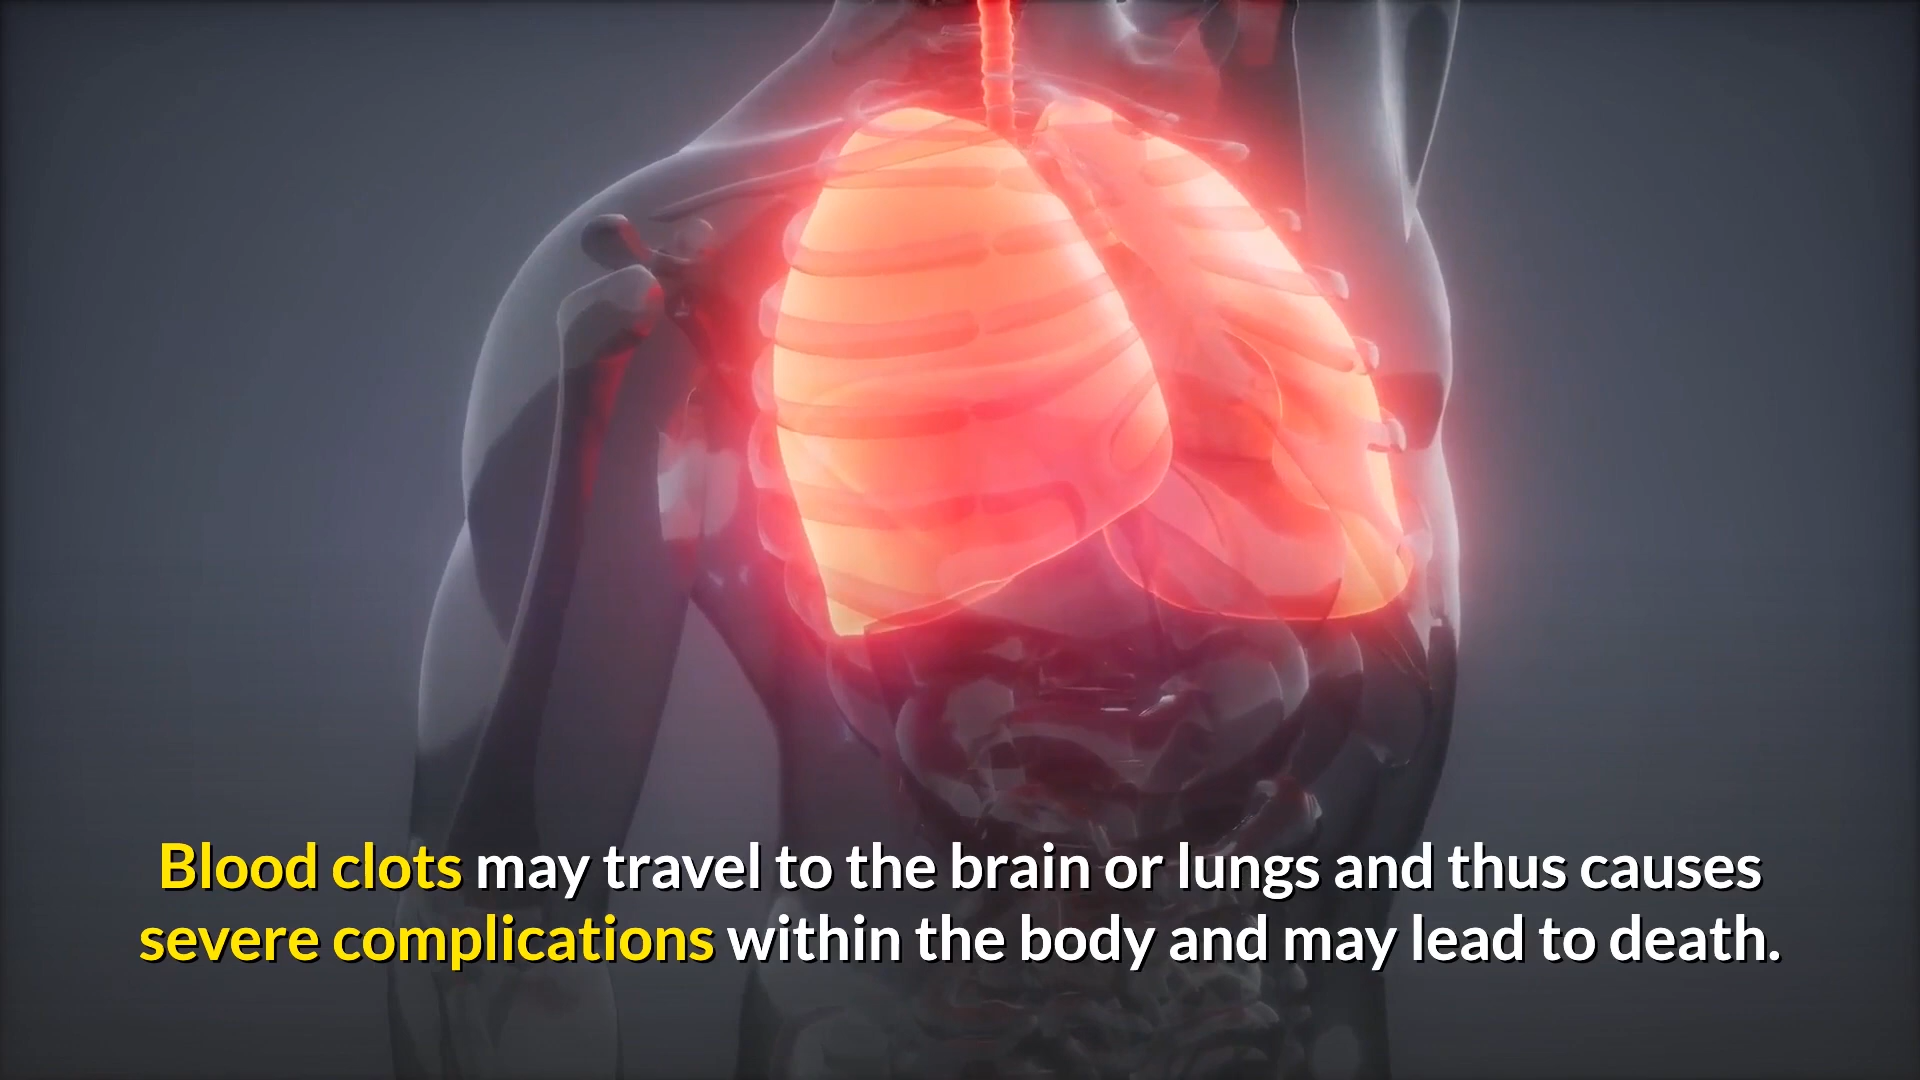 Blood clots may travel to the brain or lungs and thus causes
severe complications within the body and may lead to death.